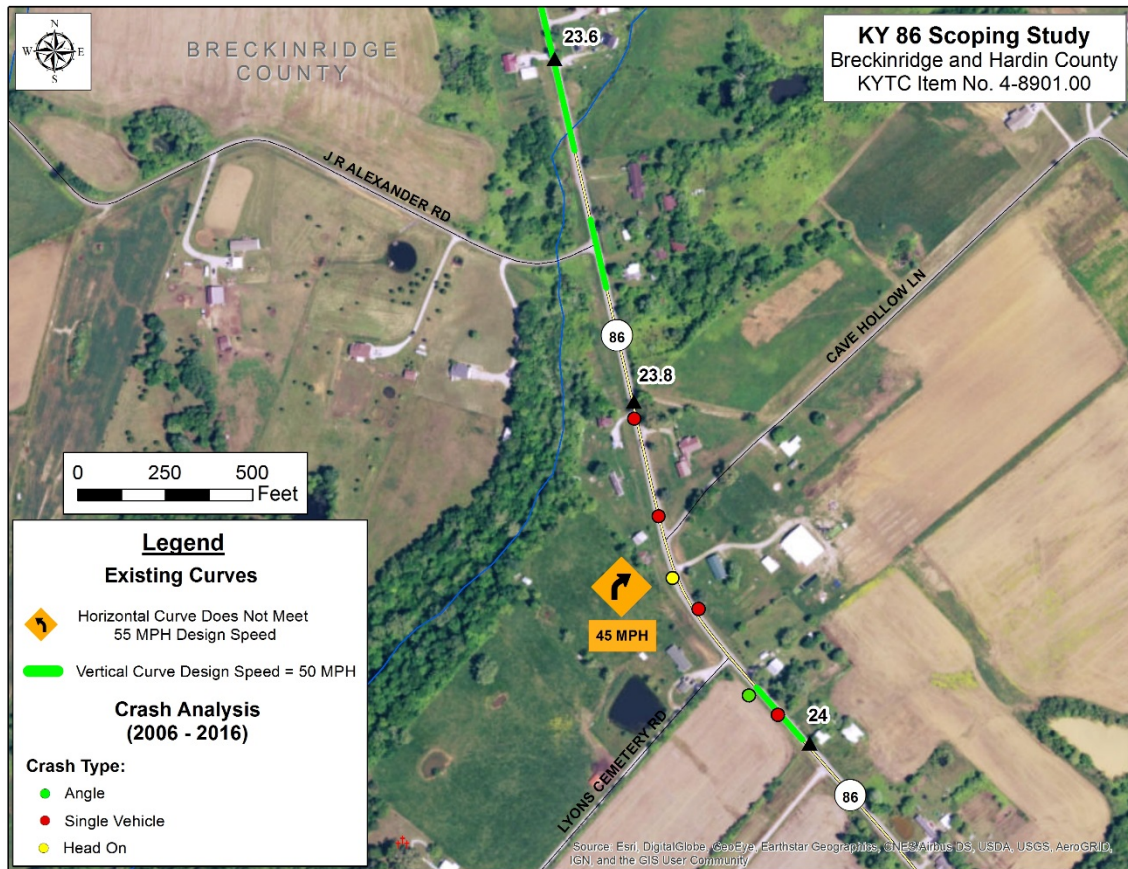 N
W E
S
BRECKINRIDGE
COUNTY
23.6
KY 86 Scoping Study
Breckinridge and Hardin County
KYTC Item No. 4-8901.00
J R ALEXANDER RD
CAVE HOLLOW LN
86
23.8
0 250 500
Feet
45 MPH
24
LYONS CEMETERY RD
86
Legend
Existing Curves
Horizontal Curve Does Not Meet
55 MPH Design Speed
Vertical Curve Design Speed = 50 MPH
Crash Analysis
(2006 - 2016)
Crash Type:
Angle
Single Vehicle
Head On
Source: Esri, DigitalGlobe, GeoEye, Earthstar Geographics, CNES/Airbus DS, USDA, USGS, AeroGRID,
IGN, and the GIS User Community